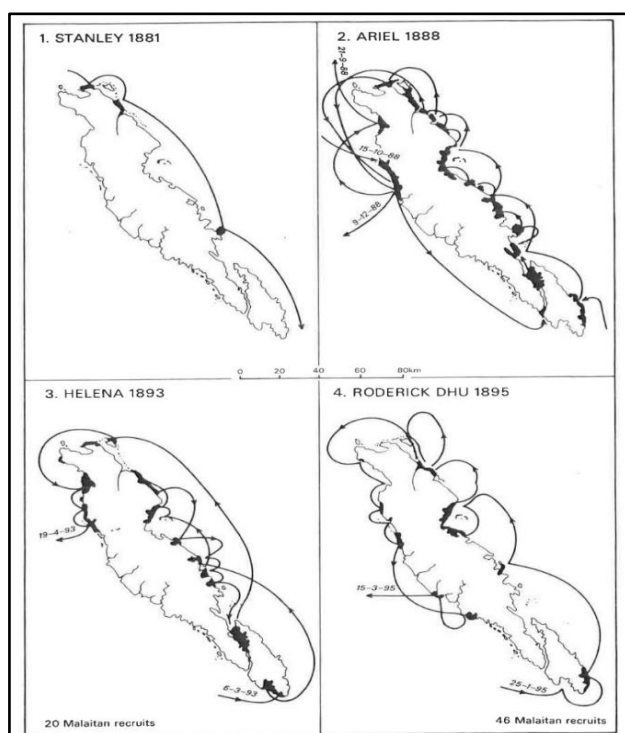 1. STANLEY 1881
2. ARIEL 1888
21-9-88
15-10-88
9-12-88
0 20 40 60 80km
3. HELENA 1893
4. RODERICK DHU 1895
19-4-93
15-3-95
6-3-93
25-1-95
20 Malaitan recruits
46 Malaitan recruits